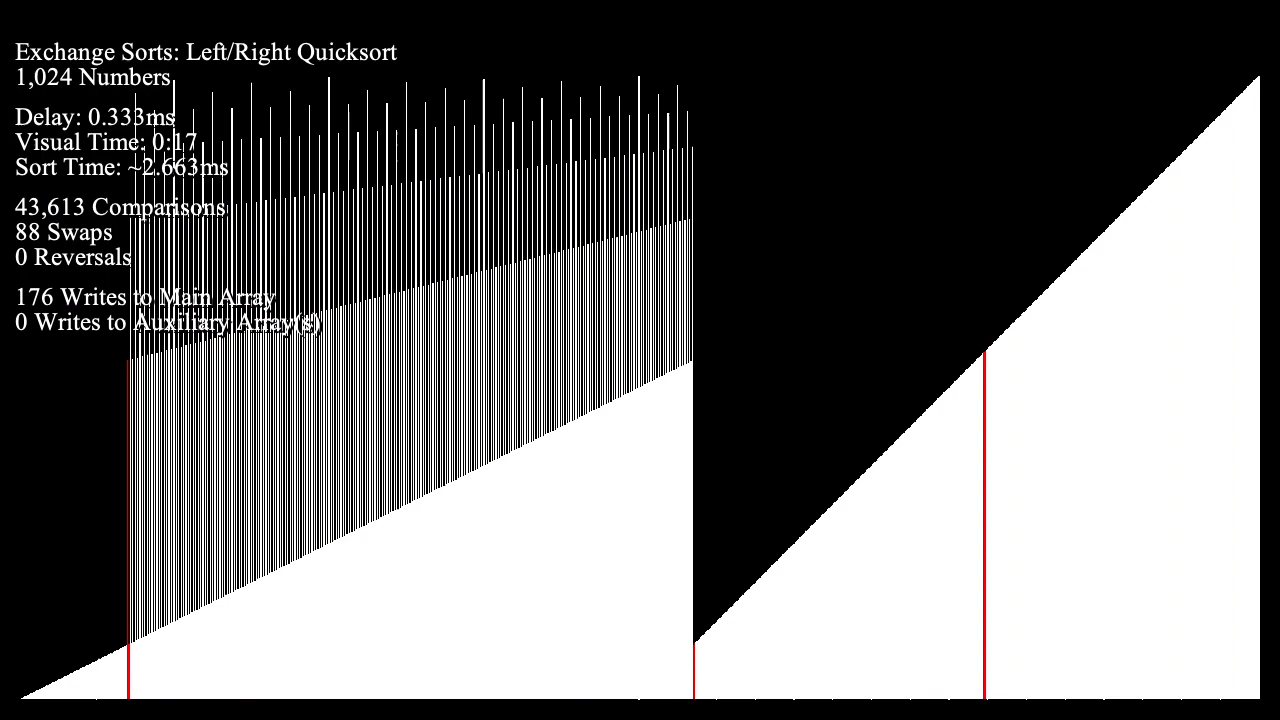 Exchange Sorts: Left/Right Quicksort
1,024 Numbers
Delay: 0.333ms
Visual Time: 0:17
Sort Time: ~2.663ms
43,613 Comparisons
88 Swaps
0 Reversals
176 Writes to Main Array
0 Writes to Auxiliary Array(s)